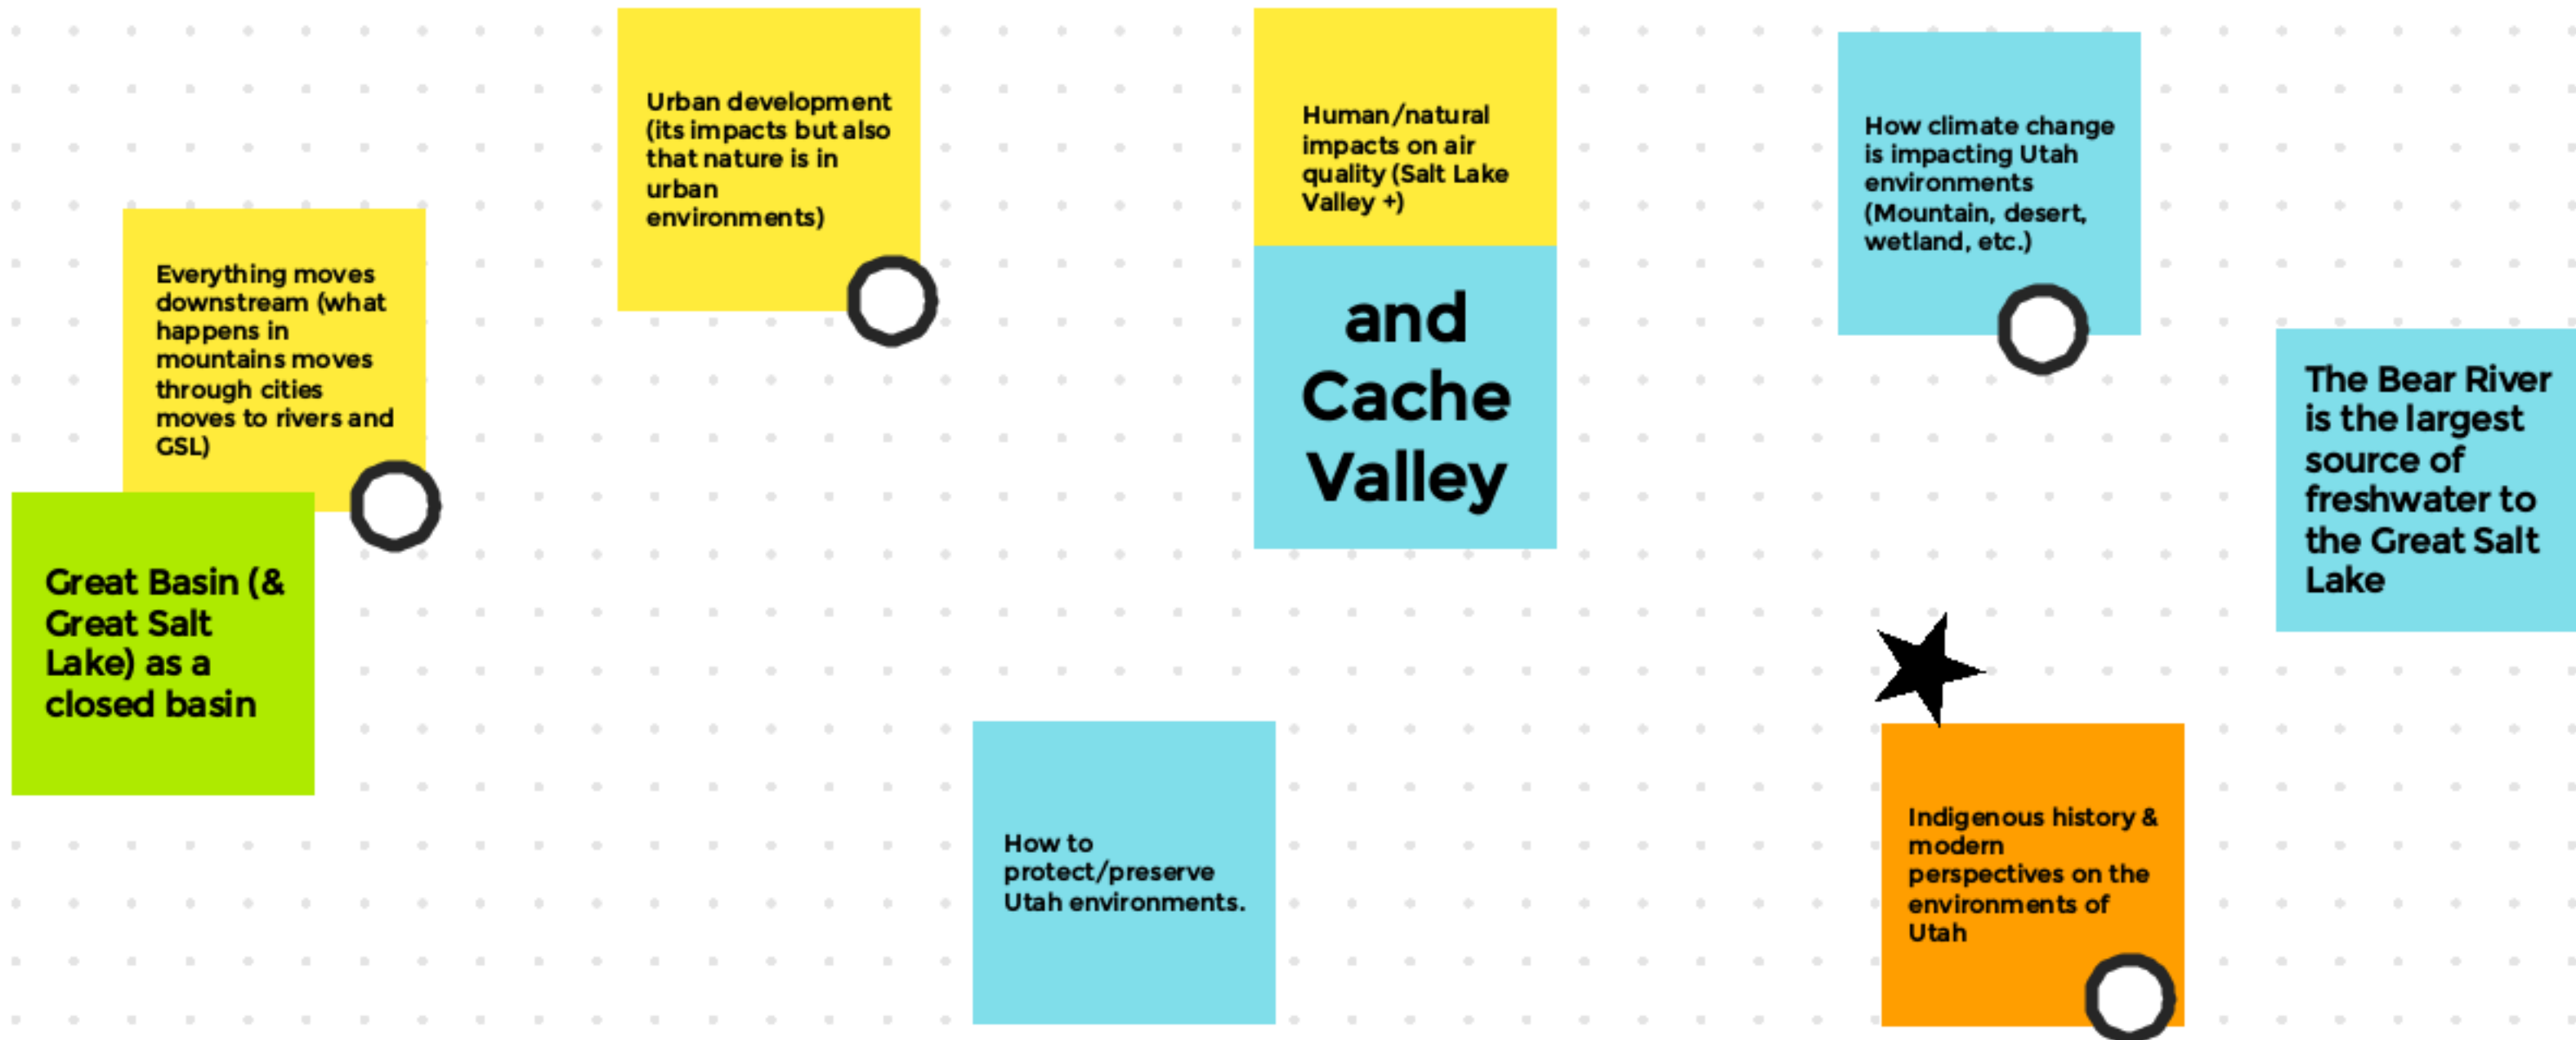 Urban development
(its impacts but also
that nature is in
urban
environments)
Human/natural
impacts on air
quality (Salt Lake
Valley +)
and
Cache
Valley
How climate change
is impacting Utah
environments
(Mountain, desert,
wetland, etc.)
Everything moves
downstream (what
happens in
mountains moves
through cities
moves to rivers and
GSL)
The Bear River
is the largest
source of
freshwater to
the Great Salt
Lake
Great Basin (&
Great Salt
Lake) as a
closed basin
How to
protect/preserve
Utah environments.
Indigenous history &
modern
perspectives on the
environments of
Utah